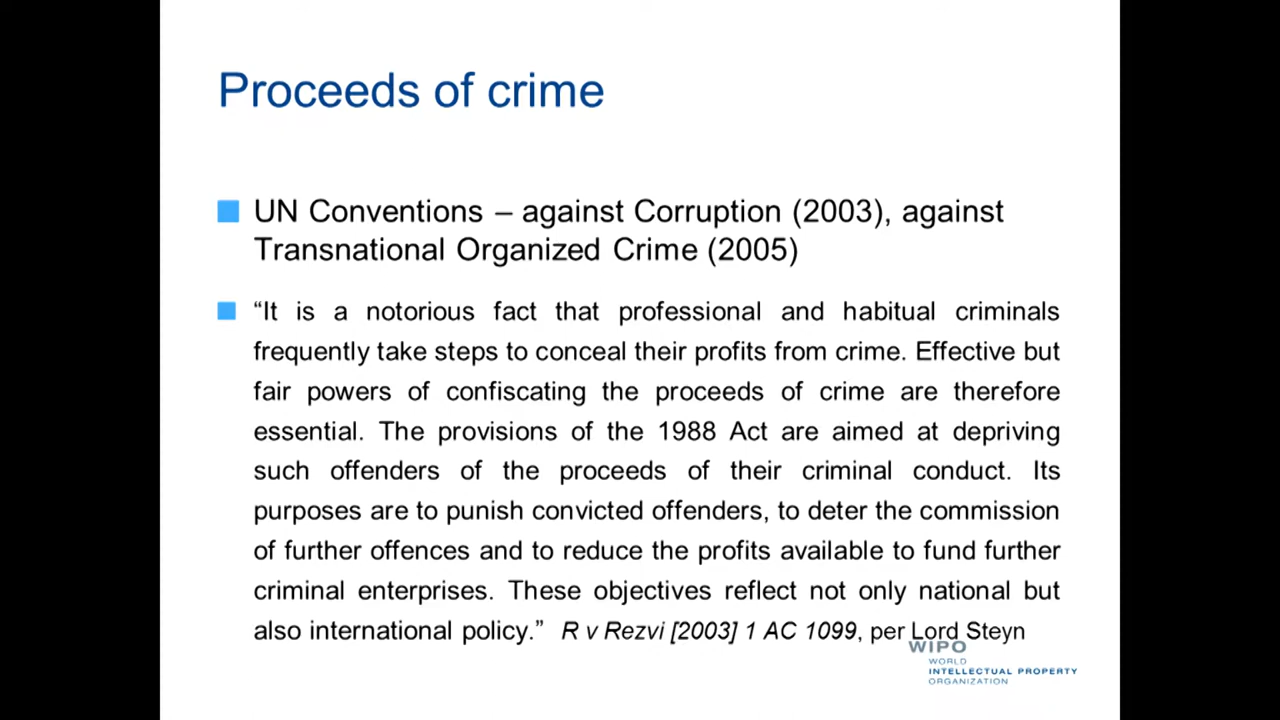 Proceeds of crime
UN Conventions – against Corruption (2003), against
Transnational Organized Crime (2005)
“It is a notorious fact that professional and habitual criminals
frequently take steps to conceal their profits from crime. Effective but
fair powers of confiscating the proceeds of crime are therefore
essential. The provisions of the 1988 Act are aimed at depriving
such offenders of the proceeds of their criminal conduct. Its
purposes are to punish convicted offenders, to deter the commission
of further offences and to reduce the profits available to fund further
criminal enterprises. These objectives reflect not only national but
also international policy.” R v Rezvi [2003] 1 AC 1099, per Lord Steyn
WIPO
WORLD
INTELLECTUAL PROPERTY
ORGANIZATION